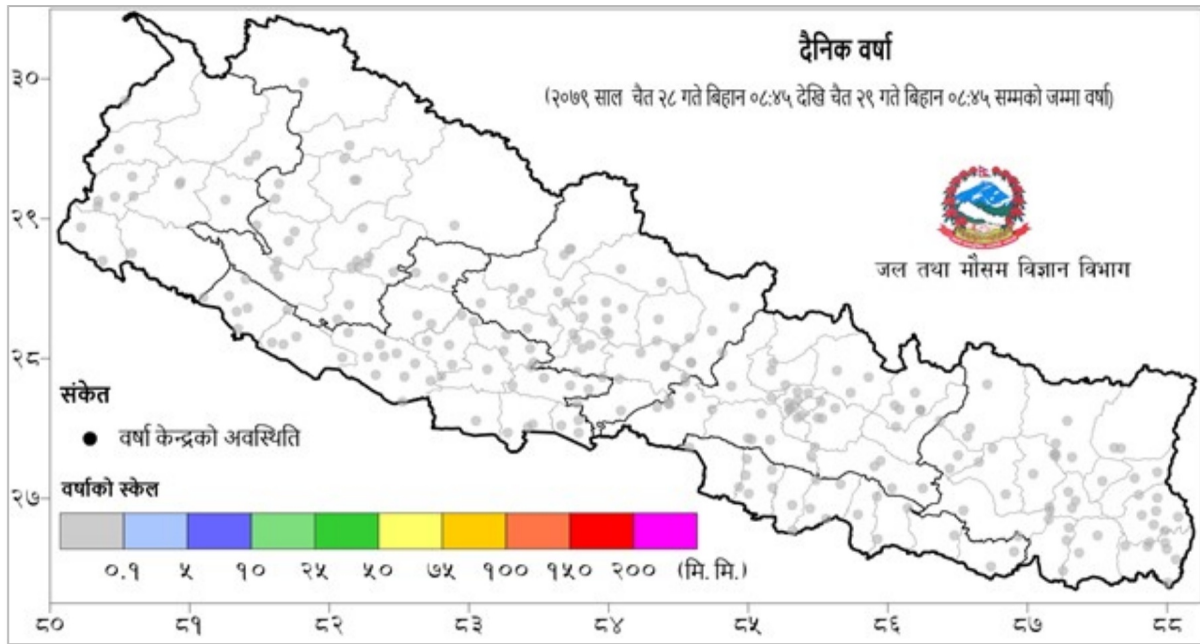 दैनिक वर्षा
(२०७९ साल चैत २८ गते बिहान ०८:४५ देखि चैत २९ गते बिहान ०८:४५ सम्मको जम्मा वर्षा)
जल तथा मौसम विज्ञान विभाग
३०
२९
२८
२७
संकेत
वर्षा केन्द्रको अवस्थिति
वर्षाको स्केल
०.१ ५ १० २५ ५० ७५ १०० १५० २०० (मि.मि.)
८० ८१ ८२ ८३ ८४ ८५ ८६ ८७ ८८